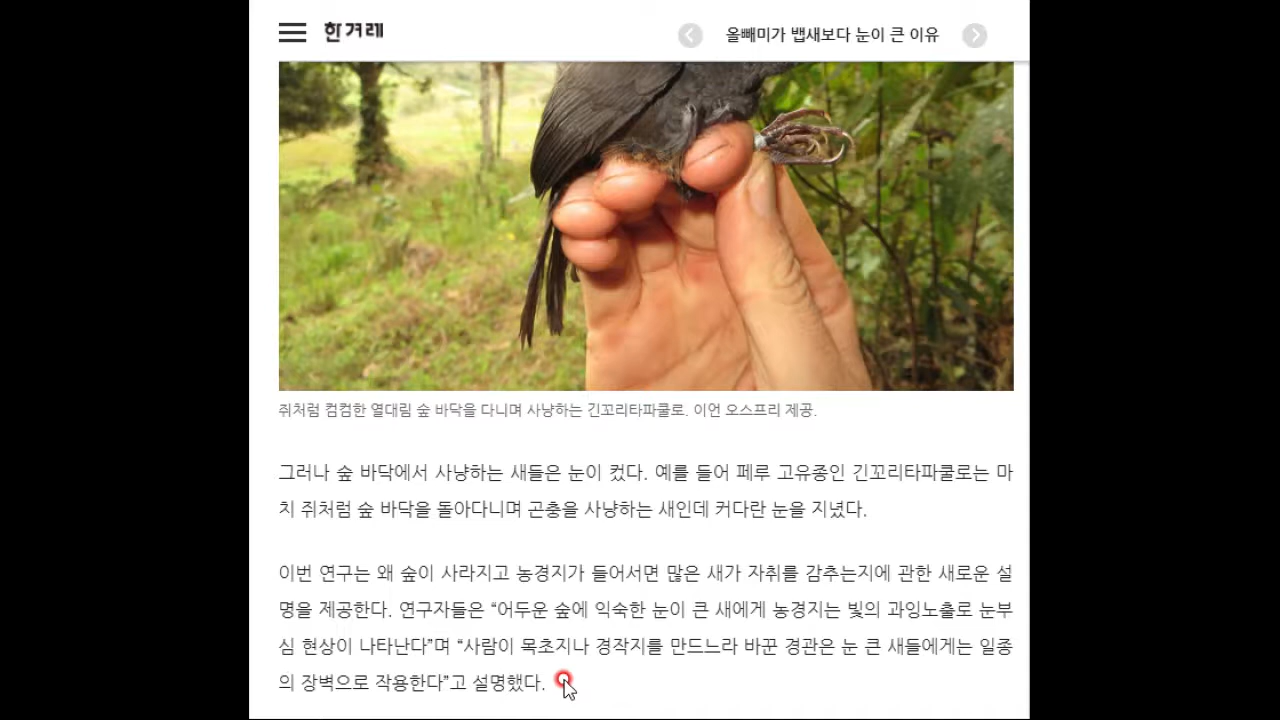 한겨레
올빼미가 뱁새보다 눈이 큰 이유
쥐처럼 컴컴한 열대림 숲 바닥을 다니며 사냥하는 긴꼬리타파쿨로. 이언 오스프리 제공.
그러나 숲 바닥에서 사냥하는 새들은 눈이 컸다. 예를 들어 페루 고유종인 긴꼬리타파쿨로는 마
치 쥐처럼 숲 바닥을 돌아다니며 곤충을 사냥하는 새인데 커다란 눈을 지녔다.
이번 연구는 왜 숲이 사라지고 농경지가 들어서면 많은 새가 자취를 감추는지에 관한 새로운 설
명을 제공한다. 연구자들은 “어두운 숲에 익숙한 눈이 큰 새에게 농경지는 빛의 과잉노출로 눈부
심 현상이 나타난다”며 “사람이 목초지나 경작지를 만드느라 바꾼 경관은 눈 큰 새들에게는 일종
의 장벽으로 작용한다”고 설명했다.